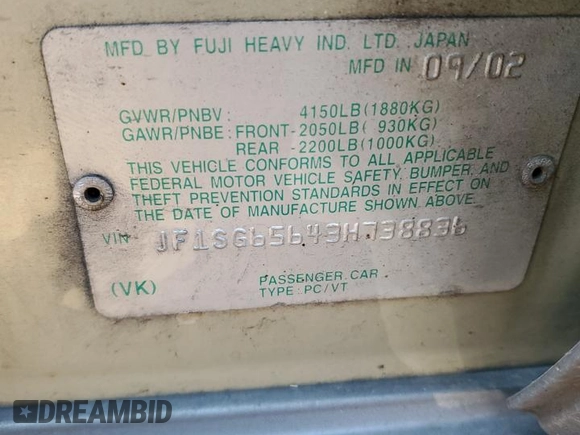 MFD. BY FUJI HEAVY IND. LTD. JAPAN
MFD IN 09/02
GVWR/PNBV: 4150LB(1880KG)
GAWR/PNBE: FRONT-2050LB( 930KG)
REAR -2200LB(1000KG)
THIS VEHICLE CONFORMS TO ALL APPLICABLE
FEDERAL MOTOR VEHICLE SAFETY, BUMPER, AND
THEFT PREVENTION STANDARDS IN EFFECT ON
THE DATE OF MANUFACTURE SHOWN ABOVE.
VIN JF1SG65643H738836
(VK) PASSENGER CAR
TYPE:PC/VT
DREAMBID